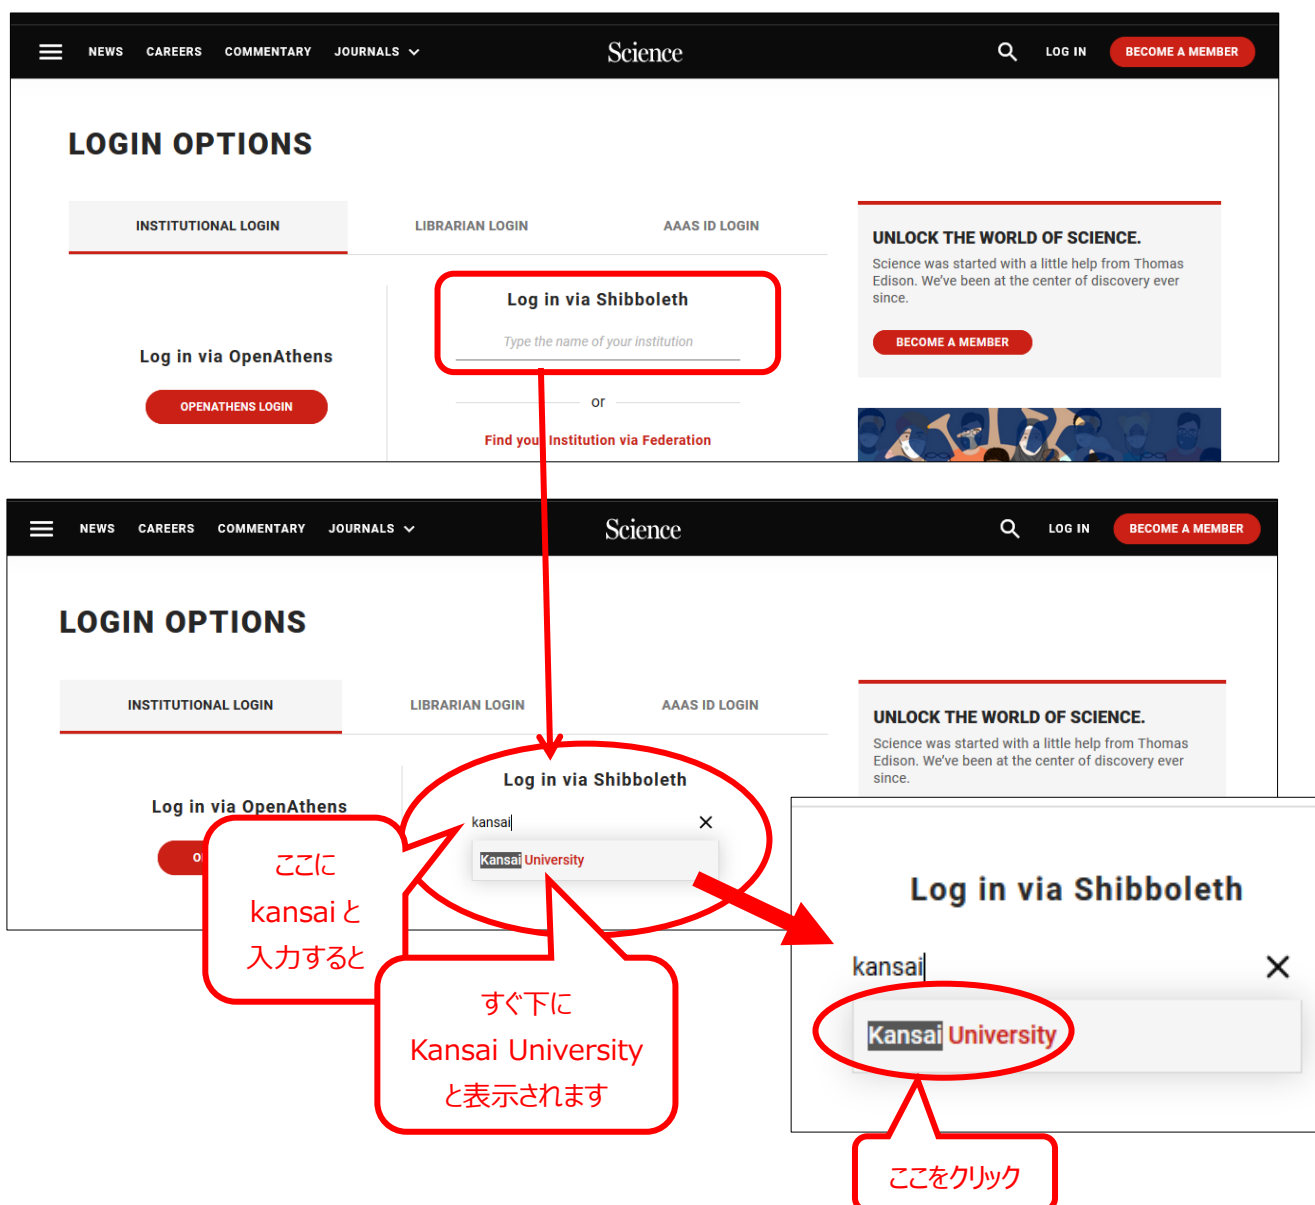 NEWS CAREERS COMMENTARY JOURNALS Science LOG IN BECOME A MEMBER
LOGIN OPTIONS
INSTITUTIONAL LOGIN LIBRARIAN LOGIN AAAS ID LOGIN
Log in via OpenAthens
OPENATHENS LOGIN
Log in via Shibboleth
Type the name of your institution
or
Find your Institution via Federation
UNLOCK THE WORLD OF SCIENCE.
Science was started with a little help from Thomas
Edison. We've been at the center of discovery ever
since.
BECOME A MEMBER
NEWS CAREERS COMMENTARY JOURNALS Science LOG IN BECOME A MEMBER
LOGIN OPTIONS
INSTITUTIONAL LOGIN LIBRARIAN LOGIN AAAS ID LOGIN
Log in via OpenAthens
Log in via Shibboleth
kansai
Kansai University
UNLOCK THE WORLD OF SCIENCE.
Science was started with a little help from Thomas
Edison. We've been at the center of discovery ever
since.
ここに
kansai と
入力すると
すぐ下に
Kansai University
と表示されます
Log in via Shibboleth
kansai
Kansai University
ここをクリック